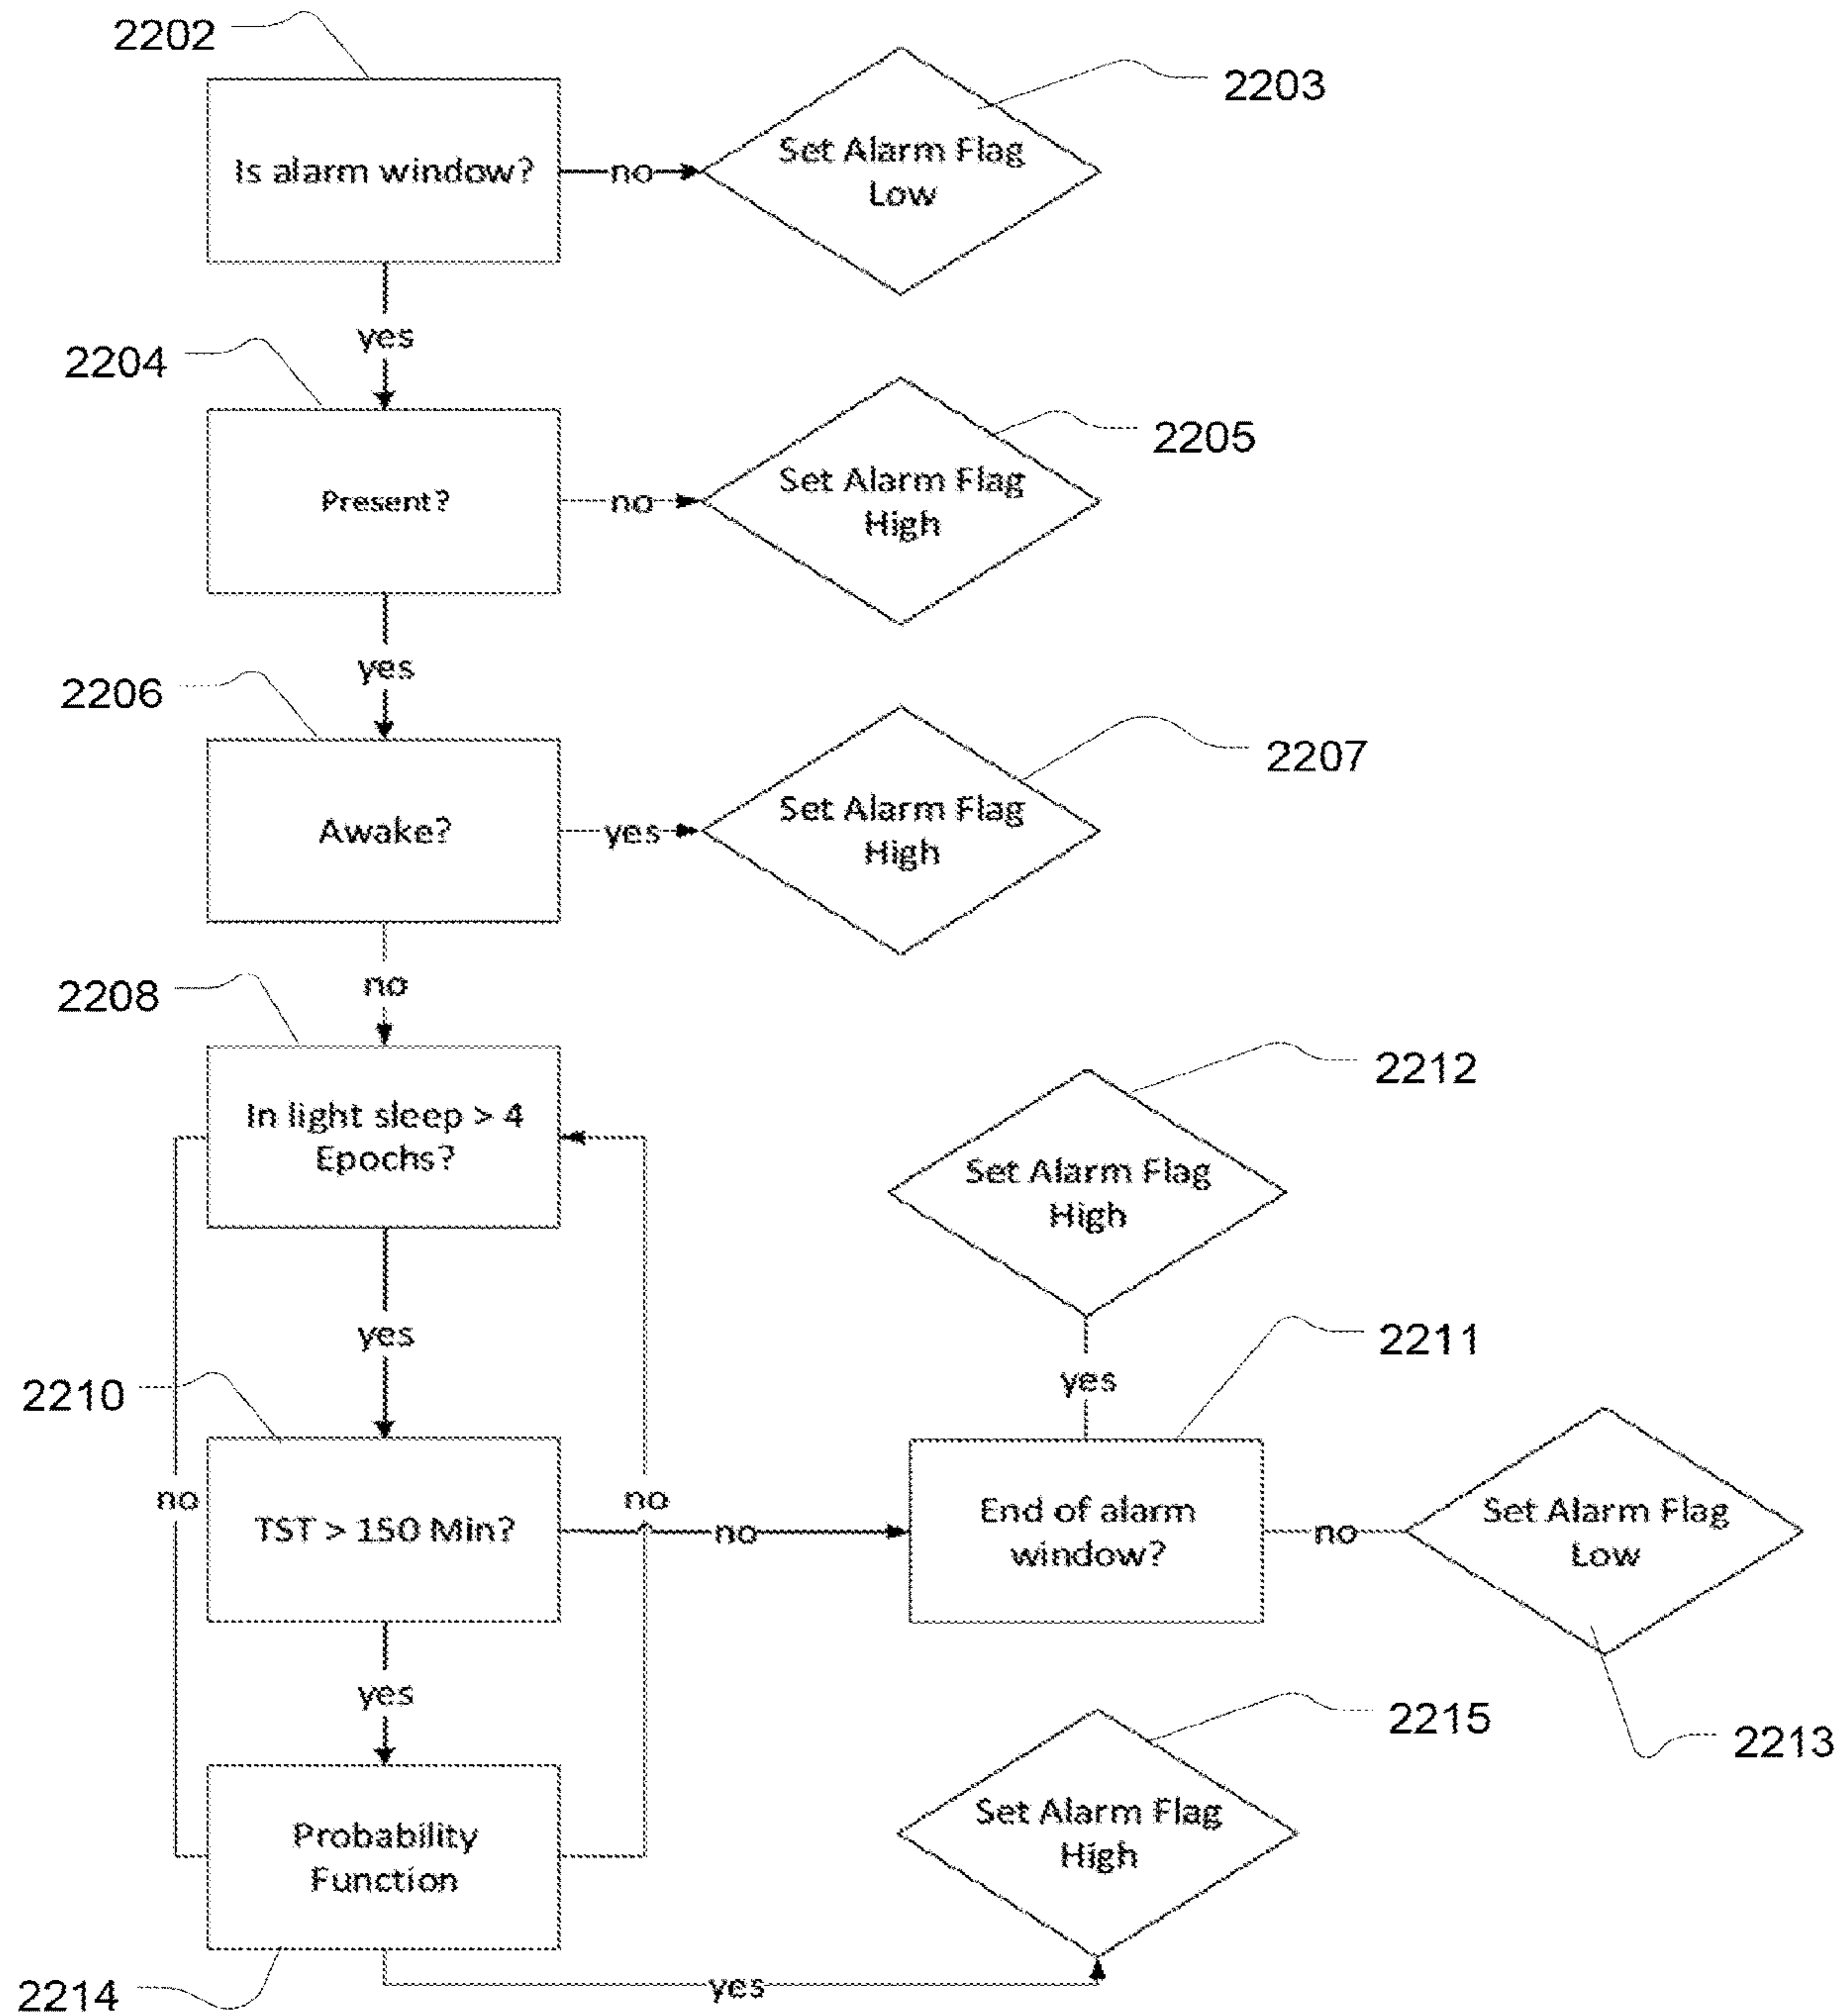 2202
2203
Is alarm window?
no
Set Alarm Flag
Low
yes
2204
2205
Present?
no
Set Alarm Flag
High
yes
2206
2207
Awake?
yes
Set Alarm Flag
High
no
2208
2212
In light sleep > 4
Epochs?
Set Alarm Flag
High
yes
2211
yes
2210
no
no
TST > 150 Min?
no
End of alarm
window?
no
Set Alarm Flag
Low
yes
2215
2213
Probability
Function
Set Alarm Flag
High
2214
yes